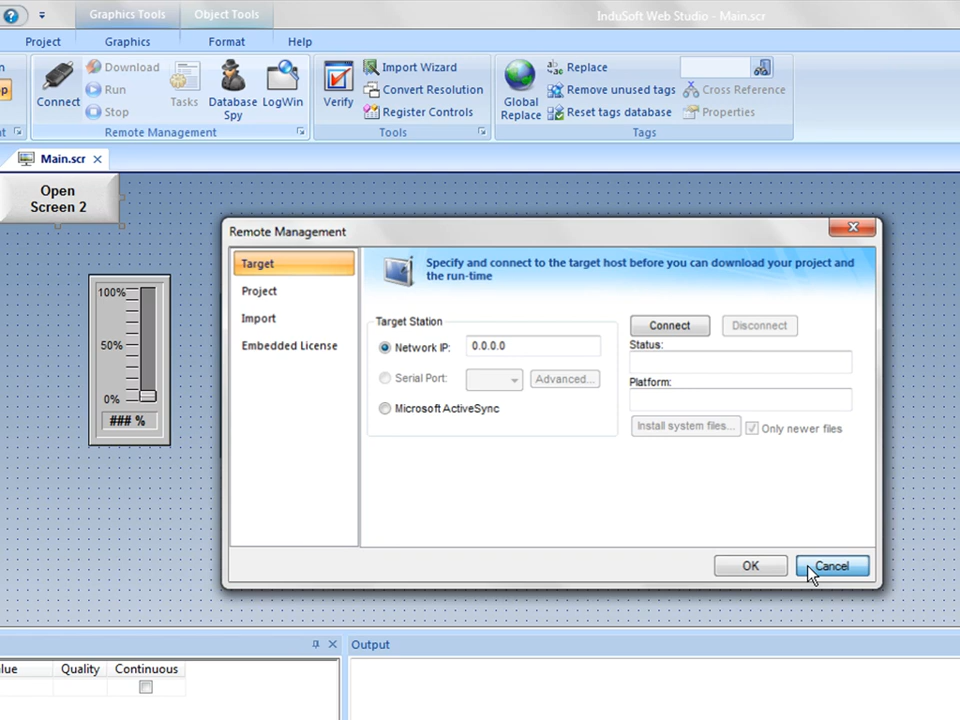 Graphics Tools Object Tools InduSoft Web Studio - Main.scr
Project Graphics Format Help
Download Import Wizard Replace
Connect Run Tasks Database Spy LogWin Verify Convert Resolution Global Replace Remove unused tags Cross Reference
Stop Register Controls Reset tags database Properties
Remote Management Tools Tags
Main.scr
Open
Screen 2
Remote Management
Target
Project
Import
Embedded License
Specify and connect to the target host before you can download your project and
the run-time
Target Station
Network IP: 0.0.0.0
Serial Port: Advanced...
Microsoft ActiveSync
Connect Disconnect
Status:
Platform:
Install system files... Only newer files
100%
50%
0%
### %
OK Cancel
Output
Quality Continuous